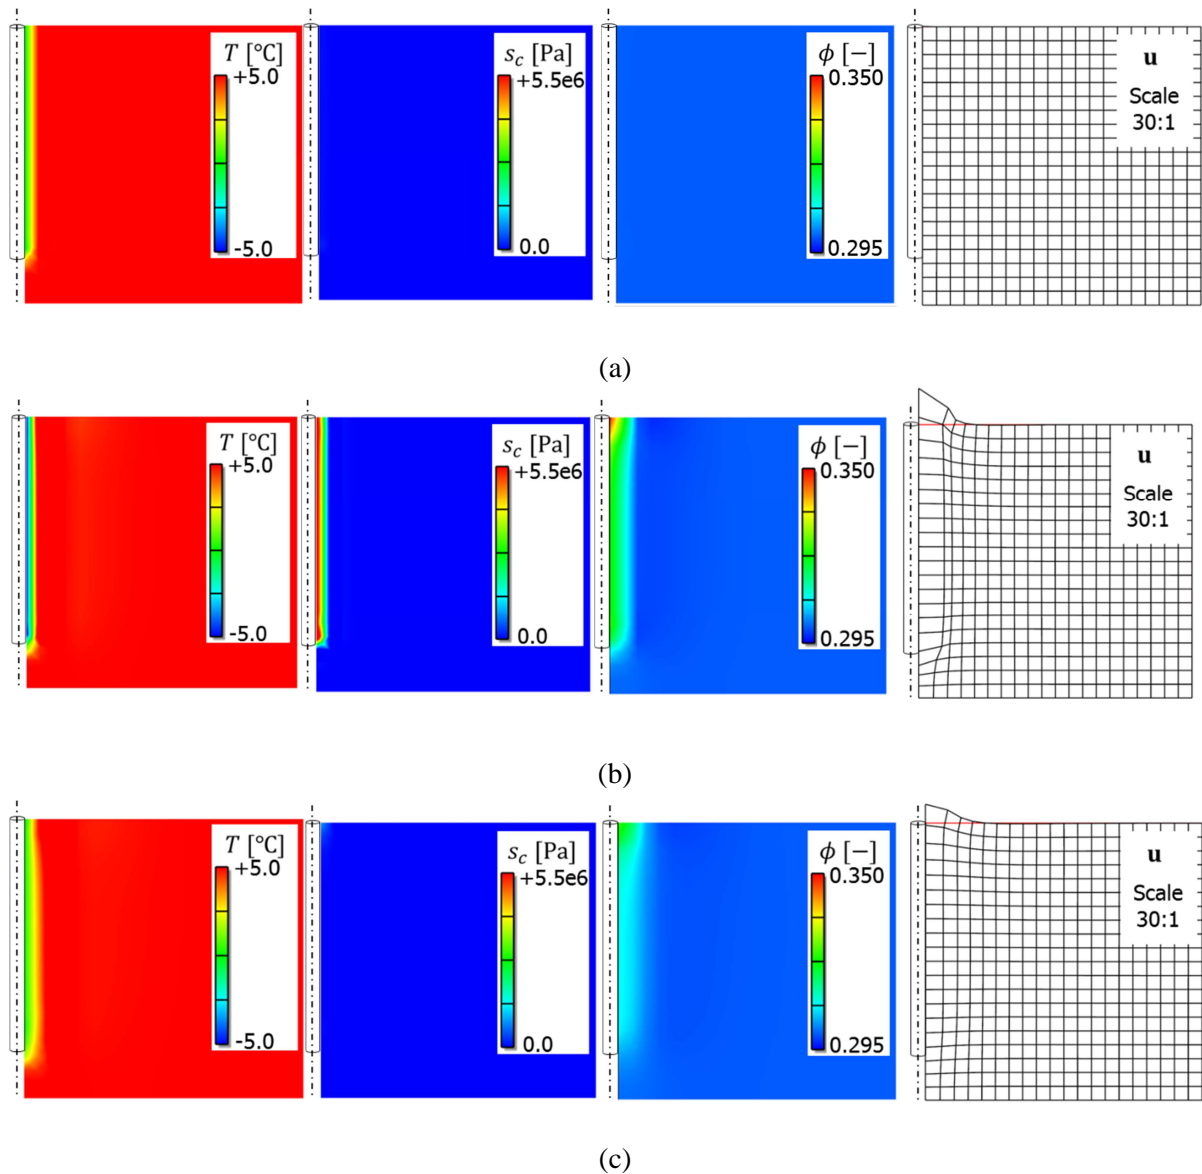 T [°C]
+5.0
-5.0
s_c [Pa]
+5.5e6
0.0
ϕ [−]
0.350
0.295
u
Scale
30:1
(a)
T [°C]
+5.0
-5.0
s_c [Pa]
+5.5e6
0.0
ϕ [−]
0.350
0.295
u
Scale
30:1
(b)
T [°C]
+5.0
-5.0
s_c [Pa]
+5.5e6
0.0
ϕ [−]
0.350
0.295
u
Scale
30:1
(c)